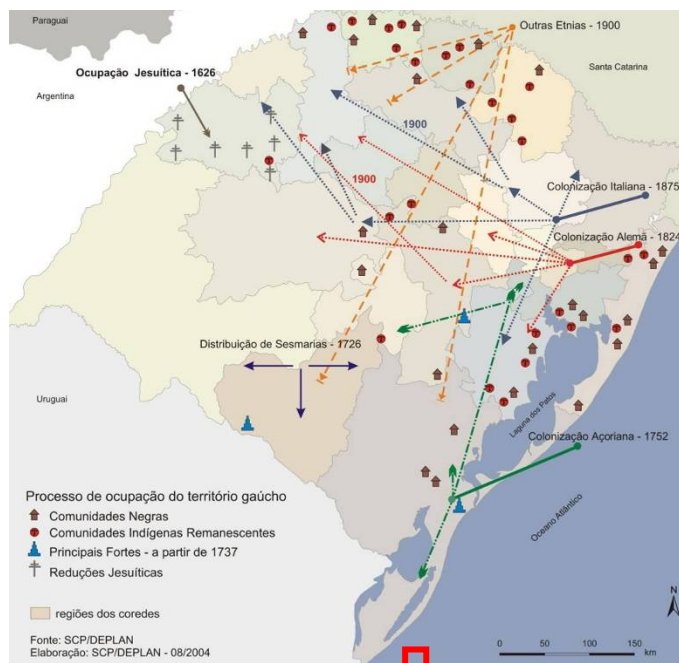 Paraguai
Outras Etnias - 1900
Santa Catarina
Ocupação Jesuítica - 1626
Argentina
1900
1900
Colonização Italiana - 1875
Colonização Alemã - 1824
Distribuição de Sesmarias - 1726
Uruguai
Laguna dos Patos
Colonização Açoriana - 1752
Oceano Atlântico
Processo de ocupação do território gaúcho
Comunidades Negras
Comunidades Indígenas Remanescentes
Principais Fortes - a partir de 1737
Reduções Jesuíticas
regiões dos coredes
Fonte: SCP/DEPLAN
Elaboração: SCP/DEPLAN - 08/2004
N
0 50 100 150
km